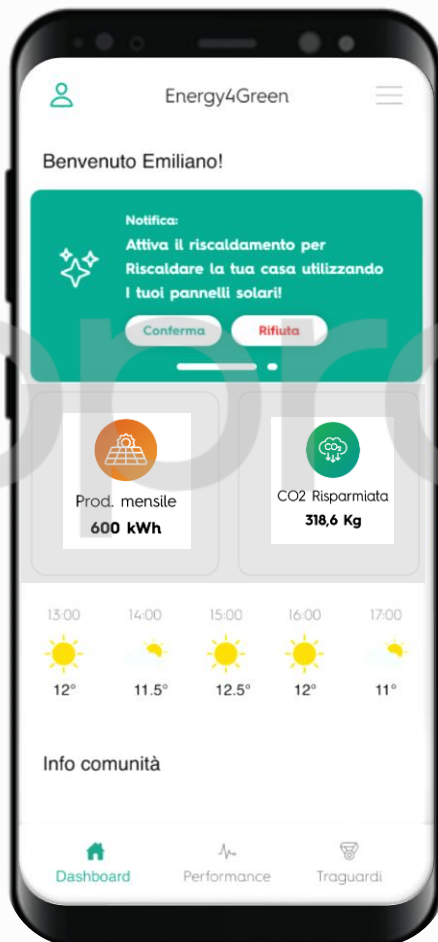 Energy4Green
Benvenuto Emiliano!
Notifica:
Attiva il riscaldamento per
Riscaldare la tua casa utilizzando
I tuoi pannelli solari!
Conferma Rifiuta
Prod. mensile
600 kWh
CO2
CO2 Risparmiata
318,6 Kg
13:00 14:00 15:00 16:00 17:00
12° 11.5° 12.5° 12° 11°
Info comunità
Dashboard Performance Traguardi